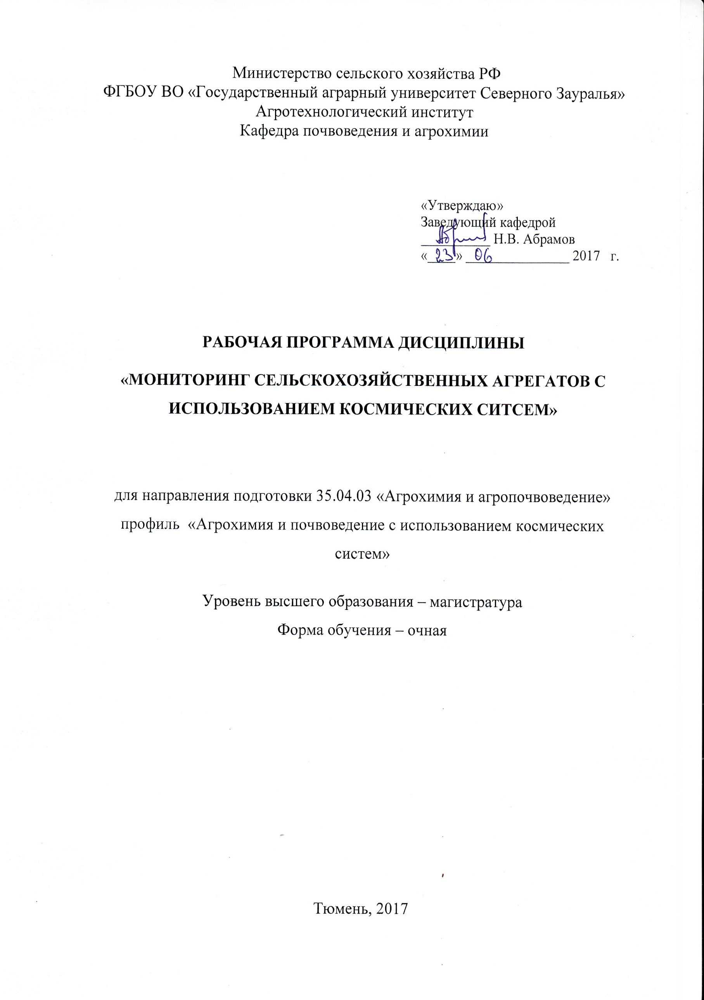 Министерство сельского хозяйства РФ
ФГБОУ ВО «Государственный аграрный университет Северного Зауралья»
Агротехнологический институт
Кафедра почвоведения и агрохимии
«Утверждаю»
Заведующий кафедрой
__________ Н.В. Абрамов
«23» 06 2017 г.
РАБОЧАЯ ПРОГРАММА ДИСЦИПЛИНЫ
«МОНИТОРИНГ СЕЛЬСКОХОЗЯЙСТВЕННЫХ АГРЕГАТОВ С
ИСПОЛЬЗОВАНИЕМ КОСМИЧЕСКИХ СИТСЕМ»
для направления подготовки 35.04.03 «Агрохимия и агропочвоведение»
профиль «Агрохимия и почвоведение с использованием космических
систем»
Уровень высшего образования – магистратура
Форма обучения – очная
Тюмень, 2017